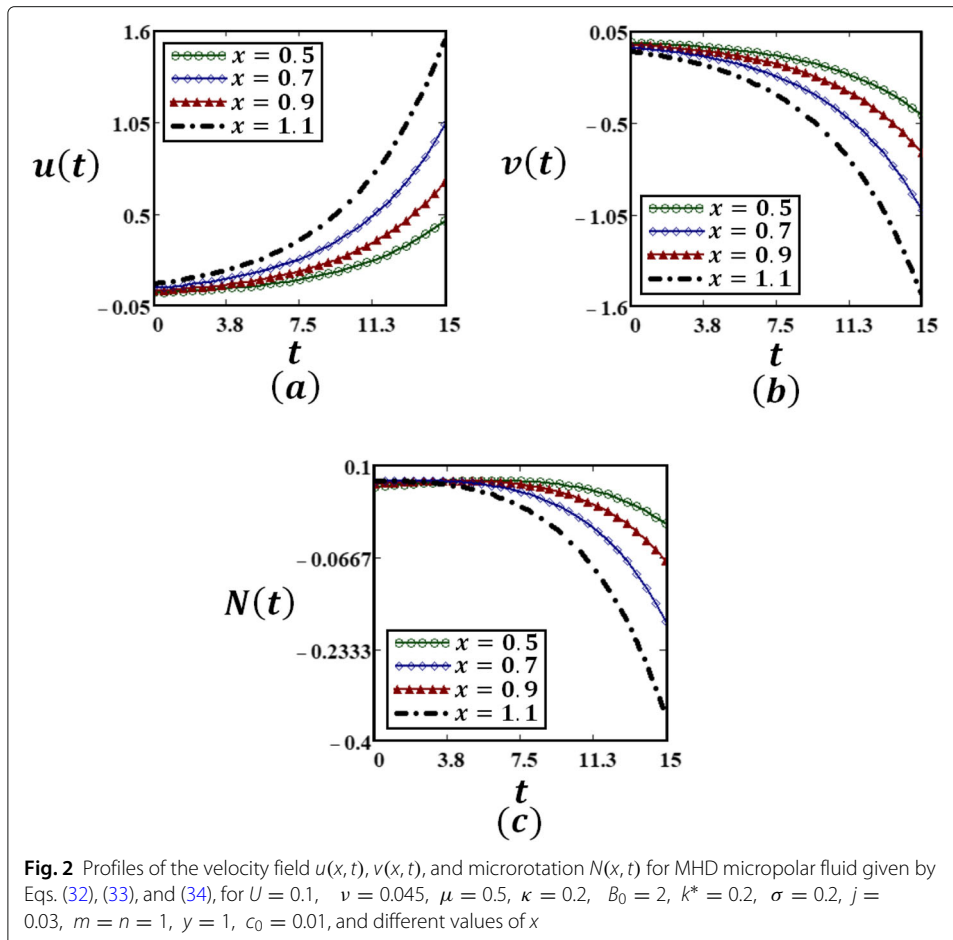 1.6
1.05
0.5
−0.05
u(t)
x = 0.5
x = 0.7
x = 0.9
x = 1.1
0 3.8 7.5 11.3 15
t
(a)
0.05
−0.5
−1.05
−1.6
v(t)
x = 0.5
x = 0.7
x = 0.9
x = 1.1
0 3.8 7.5 11.3 15
t
(b)
0.1
−0.0667
−0.2333
−0.4
N(t)
x = 0.5
x = 0.7
x = 0.9
x = 1.1
0 3.8 7.5 11.3 15
t
(c)
Fig. 2 Profiles of the velocity field u(x, t), v(x, t), and microrotation N(x, t) for MHD micropolar fluid given by
Eqs. (32), (33), and (34), for U = 0.1, ν = 0.045, μ = 0.5, κ = 0.2, B₀ = 2, k* = 0.2, σ = 0.2, j =
0.03, m = n = 1, y = 1, c₀ = 0.01, and different values of x